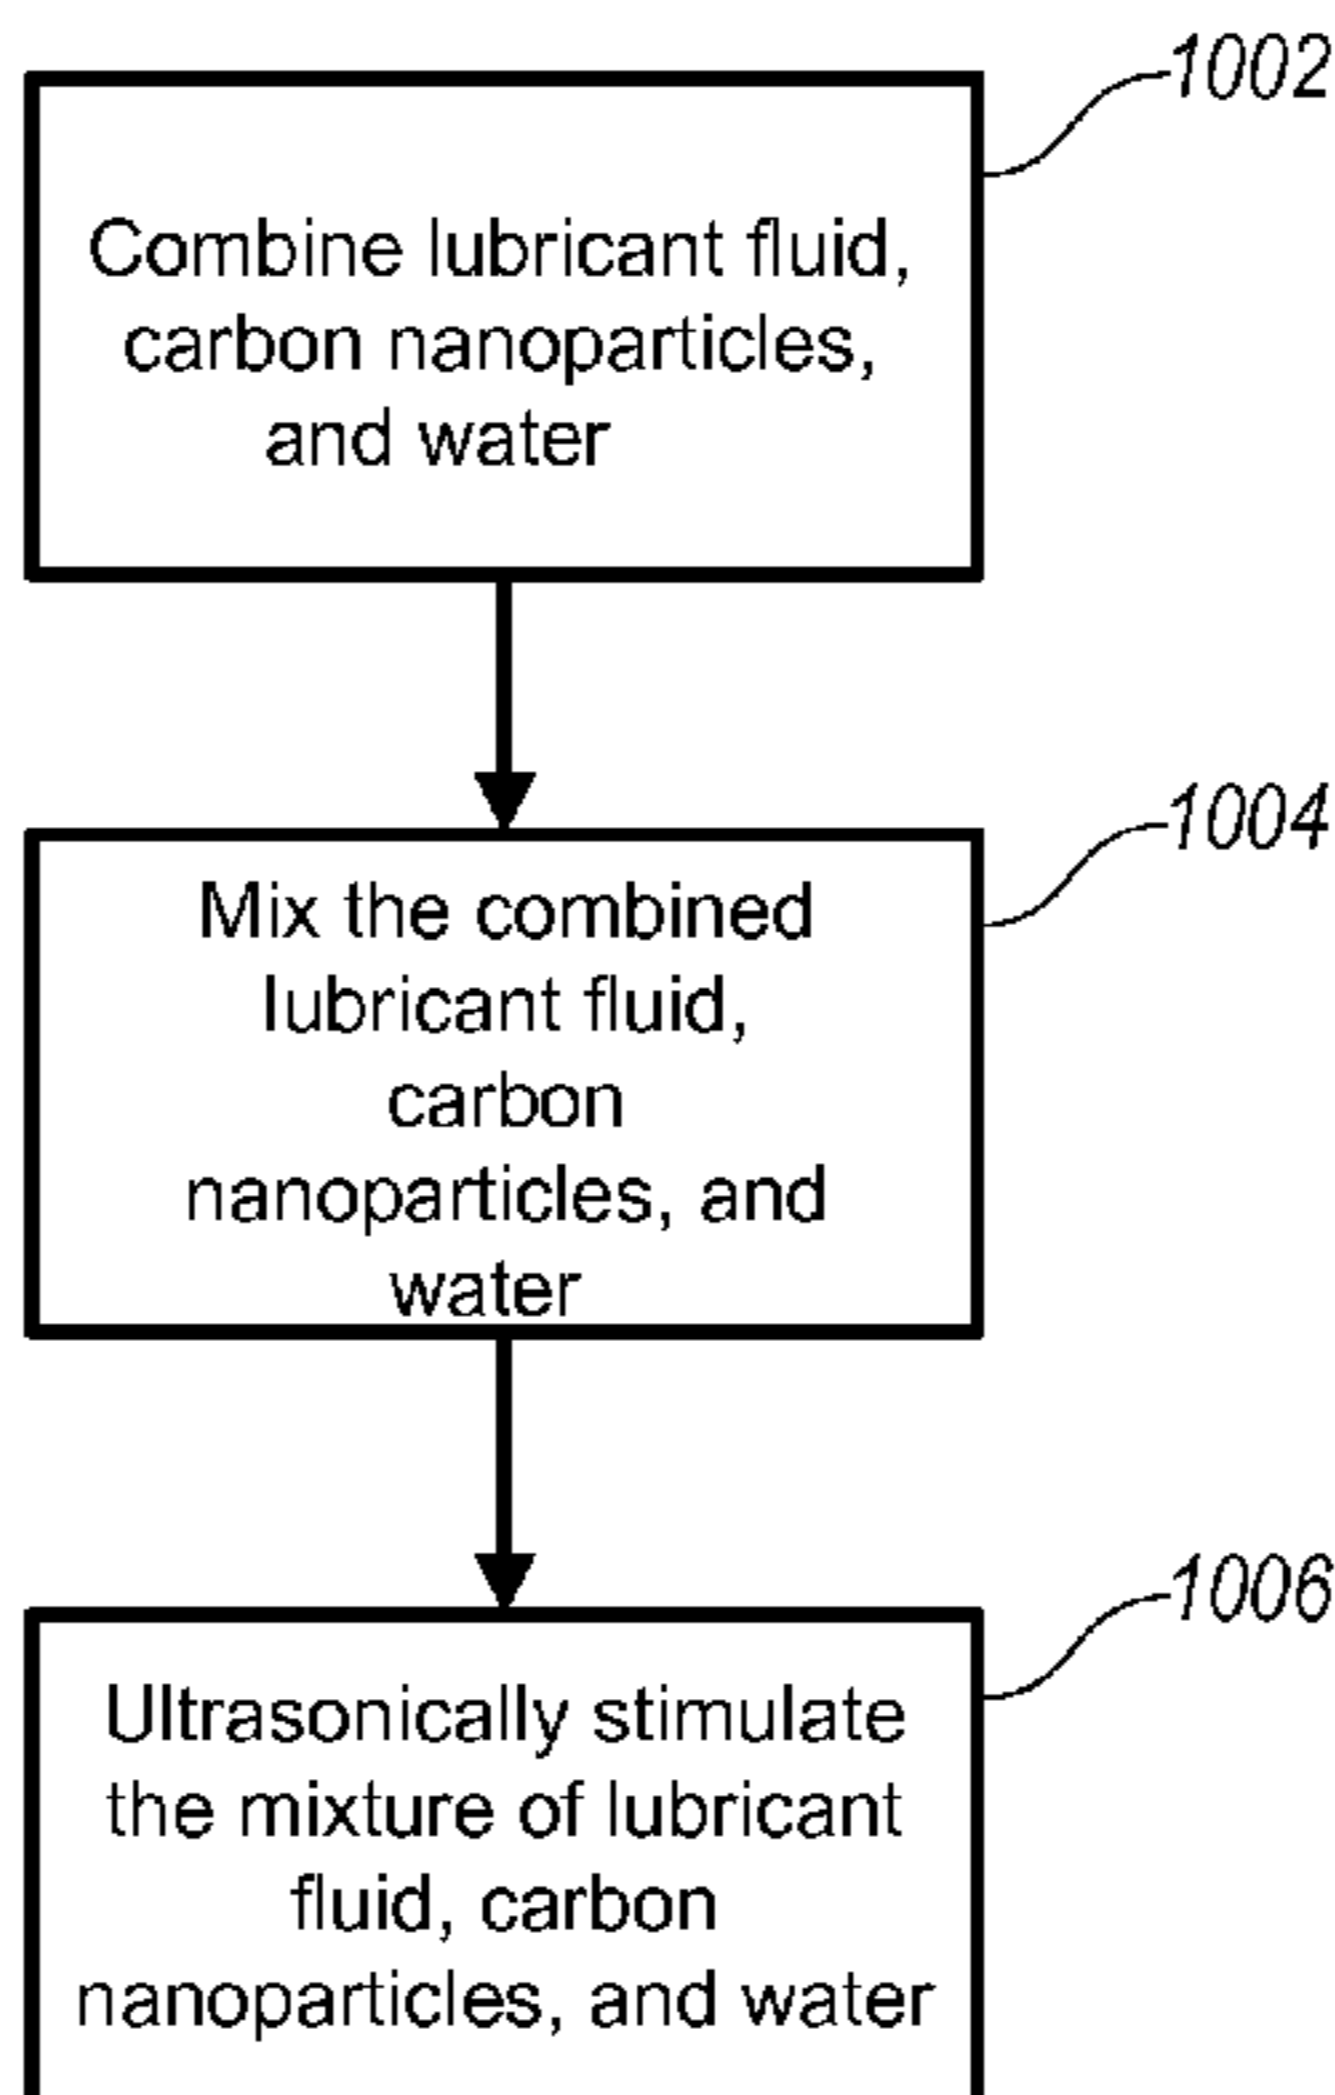 1002
Combine lubricant fluid,
carbon nanoparticles,
and water
1004
Mix the combined
lubricant fluid,
carbon
nanoparticles, and
water
1006
Ultrasonically stimulate
the mixture of lubricant
fluid, carbon
nanoparticles, and water